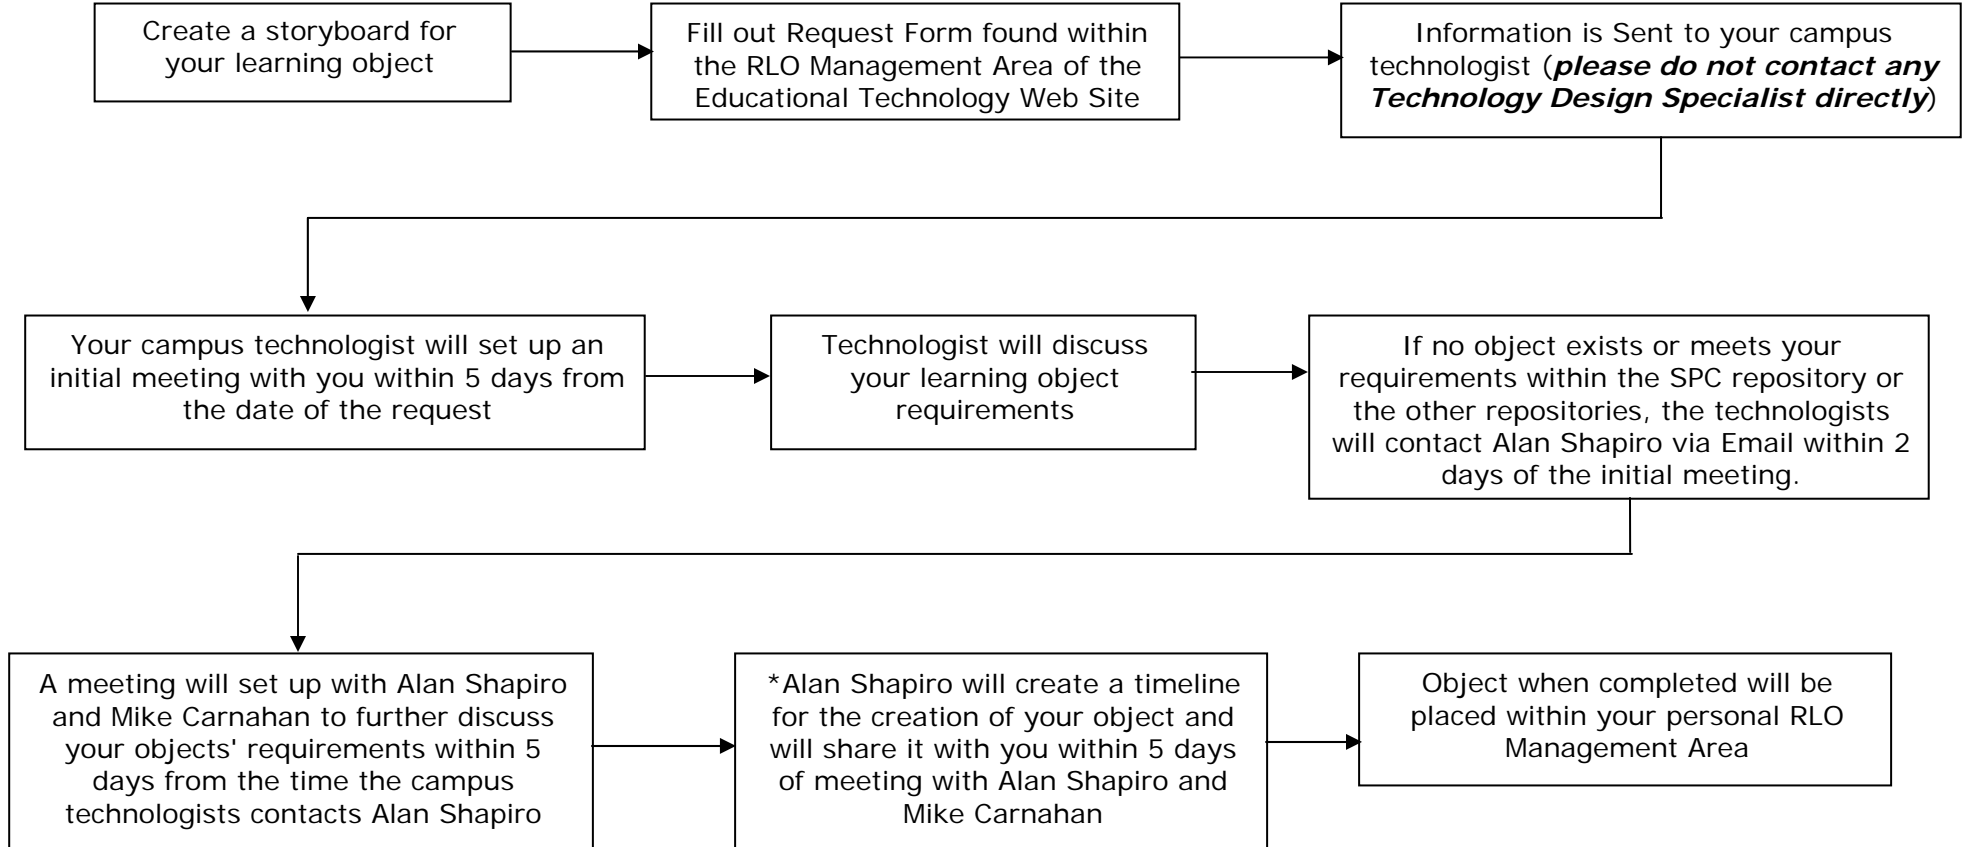 Create a storyboard for
your learning object
Fill out Request Form found within
the RLO Management Area of the
Educational Technology Web Site
Information is Sent to your campus
technologist (please do not contact any
Technology Design Specialist directly)
Your campus technologist will set up an
initial meeting with you within 5 days from
the date of the request
Technologist will discuss
your learning object
requirements
If no object exists or meets your
requirements within the SPC repository or
the other repositories, the technologists
will contact Alan Shapiro via Email within 2
days of the initial meeting.
A meeting will set up with Alan Shapiro
and Mike Carnahan to further discuss
your objects' requirements within 5
days from the time the campus
technologists contacts Alan Shapiro
*Alan Shapiro will create a timeline
for the creation of your object and
will share it with you within 5 days
of meeting with Alan Shapiro and
Mike Carnahan
Object when completed will be
placed within your personal RLO
Management Area